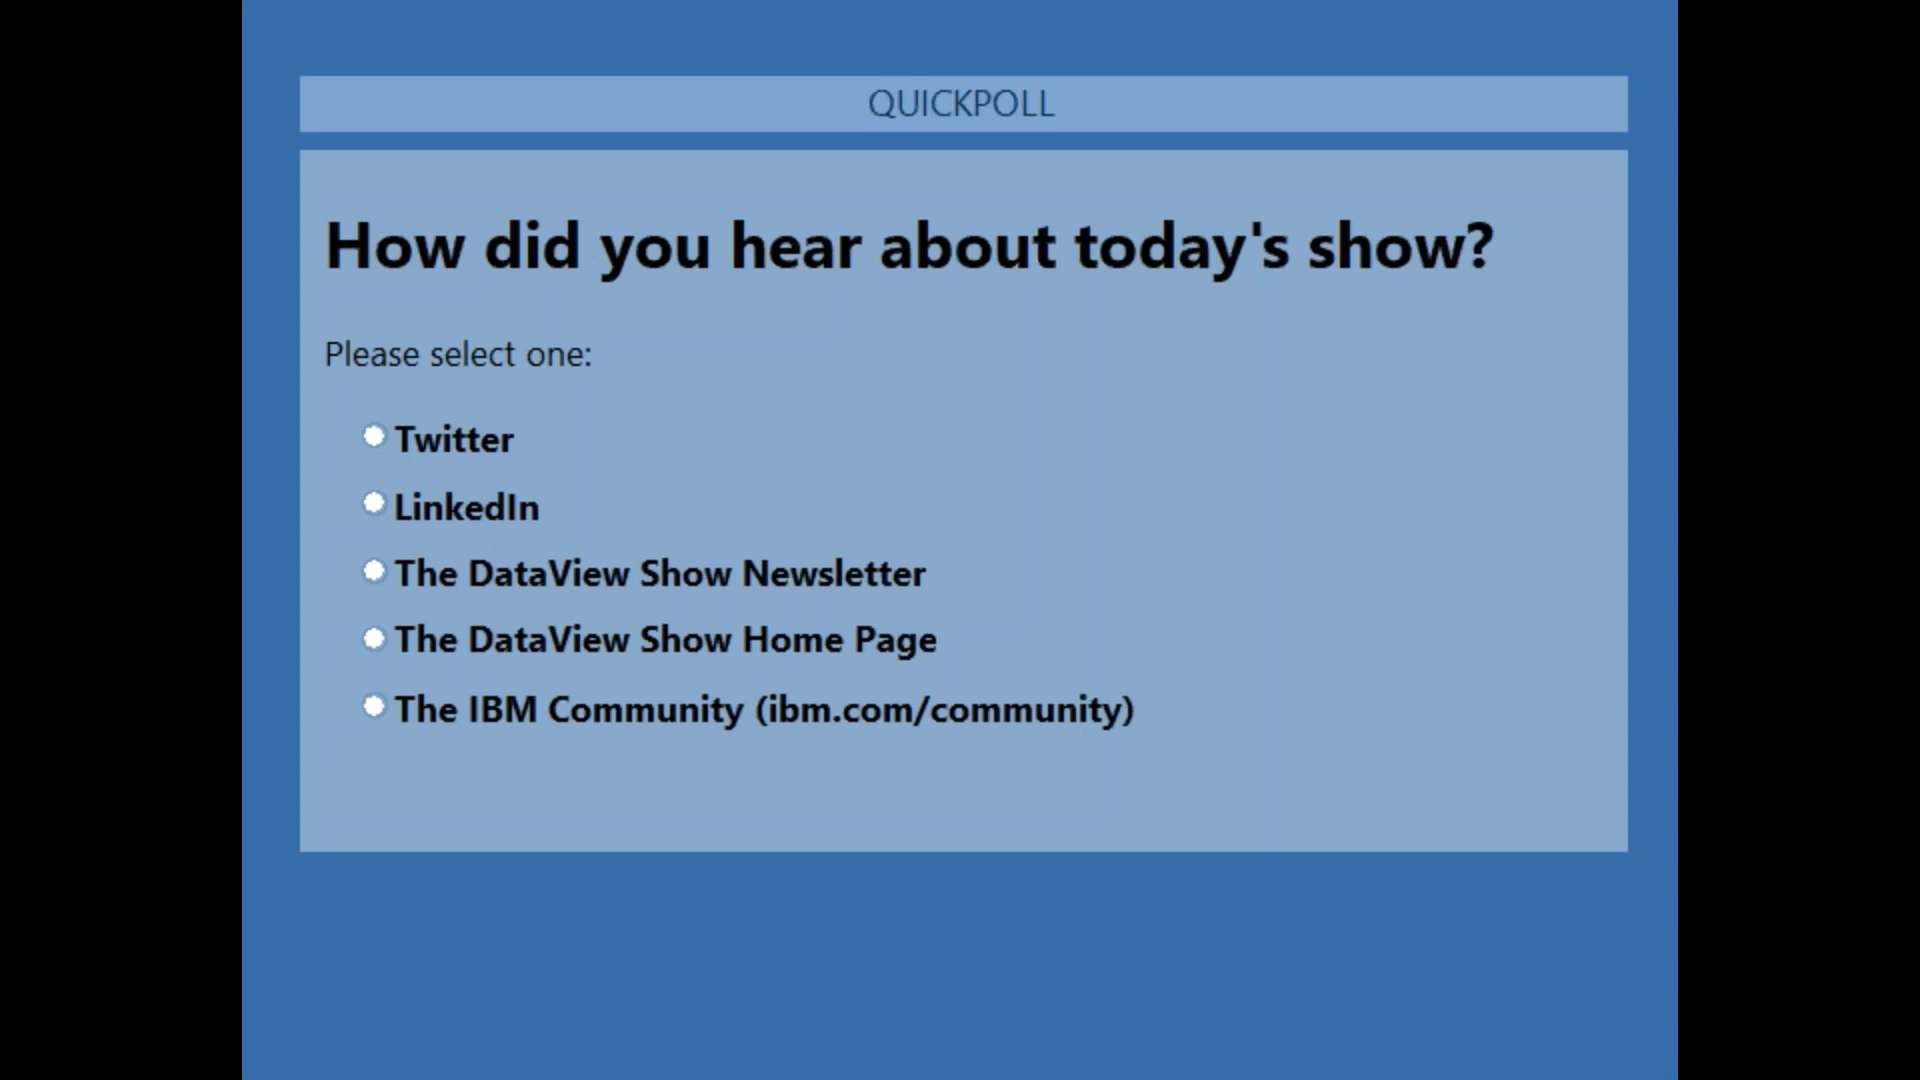 QUICKPOLL
How did you hear about today's show?
Please select one:
Twitter
LinkedIn
The DataView Show Newsletter
The DataView Show Home Page
The IBM Community (ibm.com/community)